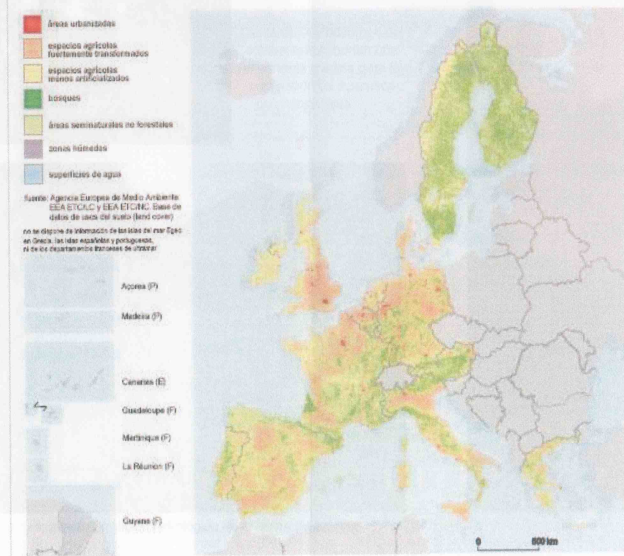 áreas urbanizadas
espacios agrícolas
fuertemente transformados
espacios agrícolas
menos artificializados
bosques
áreas seminaturales no forestales
zonas húmedas
superficies de agua
fuente: Agencia Europea de Medio Ambiente
EEA ETC/LC y EEA ETC/NC. Base de
datos de usos del suelo (land cover)
no se dispone de información de las islas del mar Egeo
en Grecia, las islas españolas y portuguesas,
ni de los departamentos franceses de ultramar
Açores (P)
Madeira (P)
Canarias (E)
Guadeloupe (F)
Martinique (F)
La Réunion (F)
Guyane (F)
0 600 km